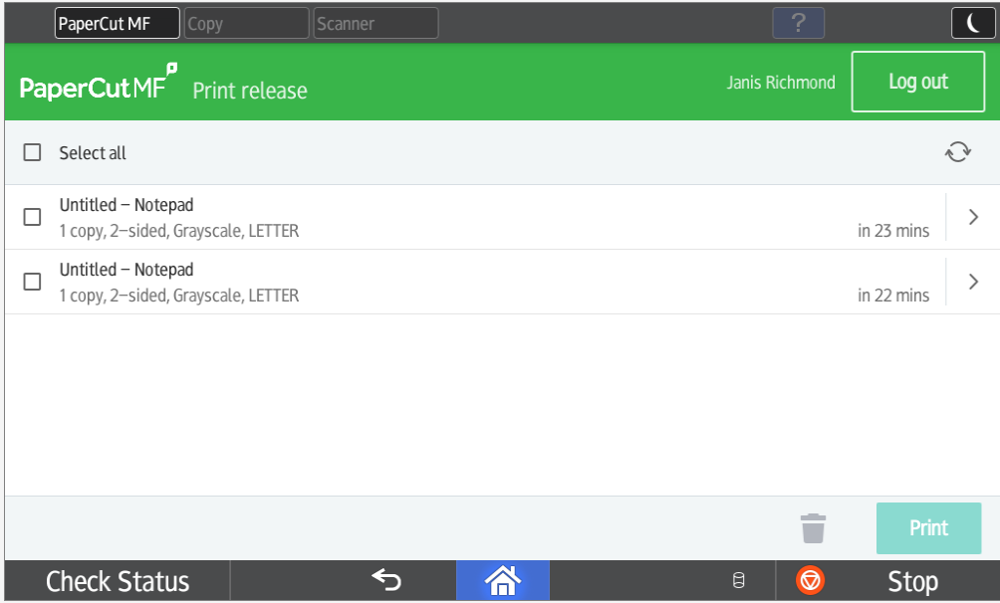 PaperCut MF
Copy
Scanner
?
PaperCut MF
Print release
Janis Richmond
Log out
Select all
Untitled – Notepad
1 copy, 2–sided, Grayscale, LETTER
in 23 mins
Untitled – Notepad
1 copy, 2–sided, Grayscale, LETTER
in 22 mins
Print
Check Status
Stop